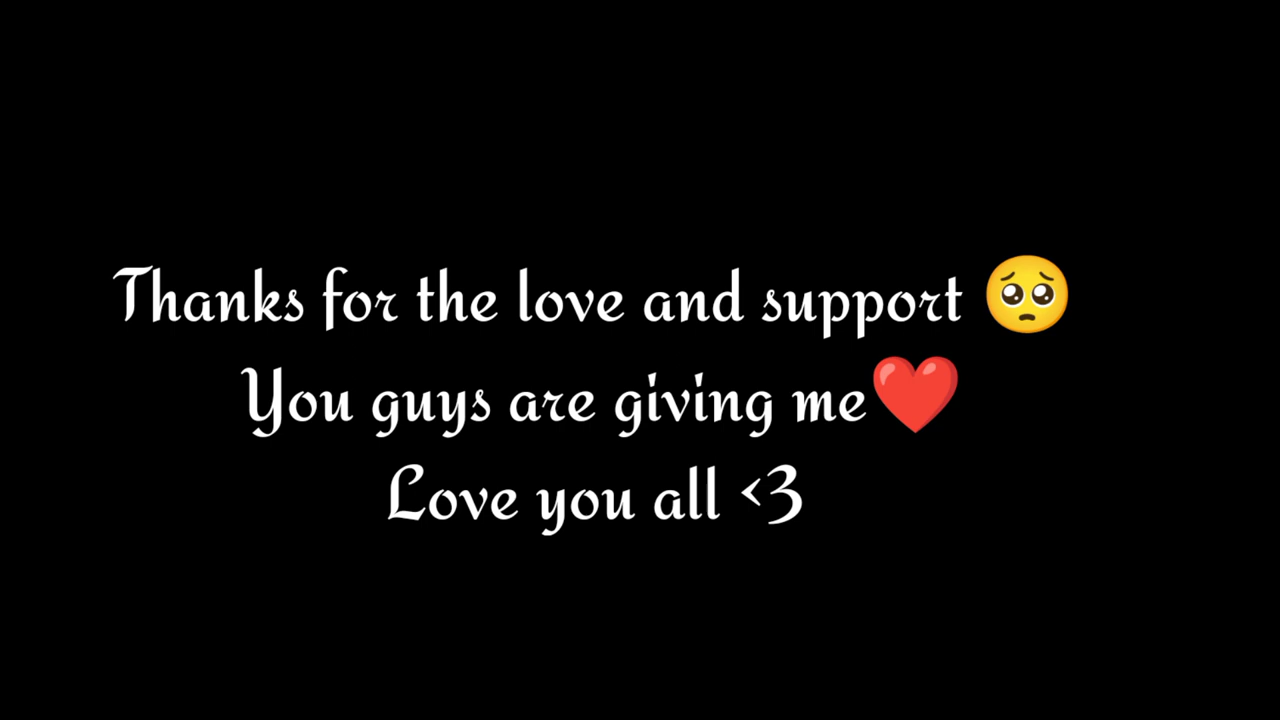 Thanks for the love and support 🥺
You guys are giving me❤️
Love you all <3